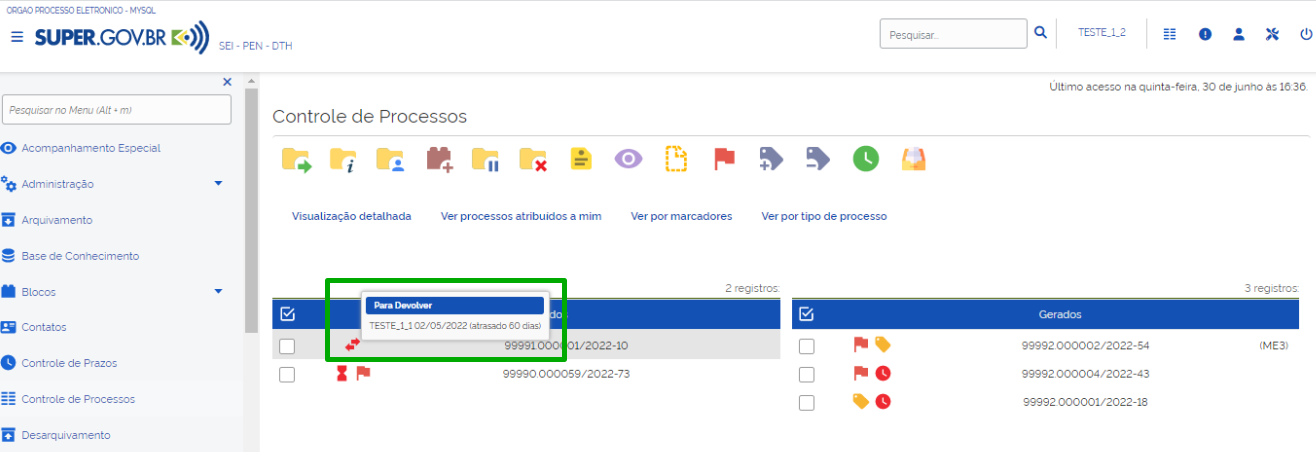 ORGAO PROCESSO ELETRONICO - MYSQL
SUPER.GOV.BR
SEI - PEN - DTH
Pesquisar...
TESTE_1_2
Último acesso na quinta-feira, 30 de junho às 16:36.
Pesquisar no Menu (Alt + m)
Acompanhamento Especial
Administração
Arquivamento
Base de Conhecimento
Blocos
Contatos
Controle de Prazos
Controle de Processos
Desarquivamento
Controle de Processos
Visualização detalhada
Ver processos atribuídos a mim
Ver por marcadores
Ver por tipo de processo
2 registros:
Para Devolver
TESTE_1_1 02/05/2022 (atrasado 60 dias)
99991.000001/2022-10
99990.000059/2022-73
3 registros:
Gerados
99992.000002/2022-54 (ME3)
99992.000004/2022-43
99992.000001/2022-18